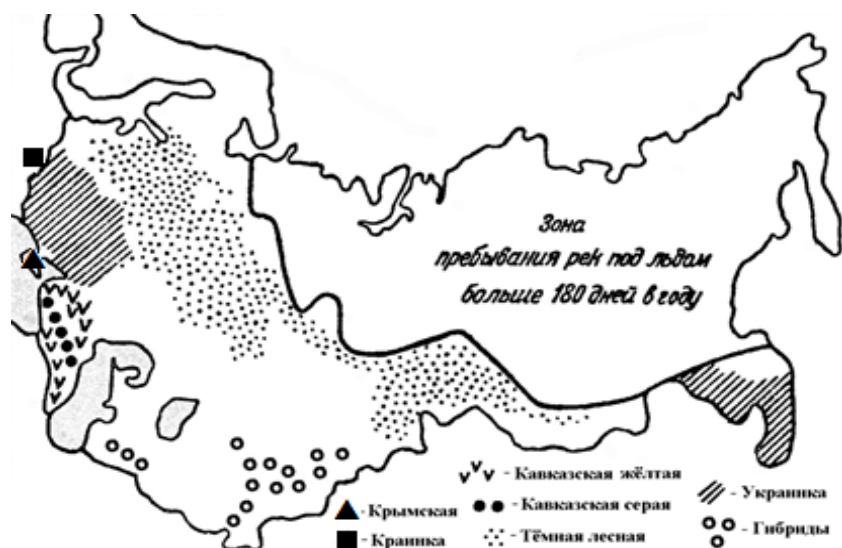 Зона
пребывания рек под льдом
больше 180 дней в году
- Кавказская жёлтая
- Украинка
- Крымская
- Кавказская серая
- Гибриды
- Краинка
- Тёмная лесная